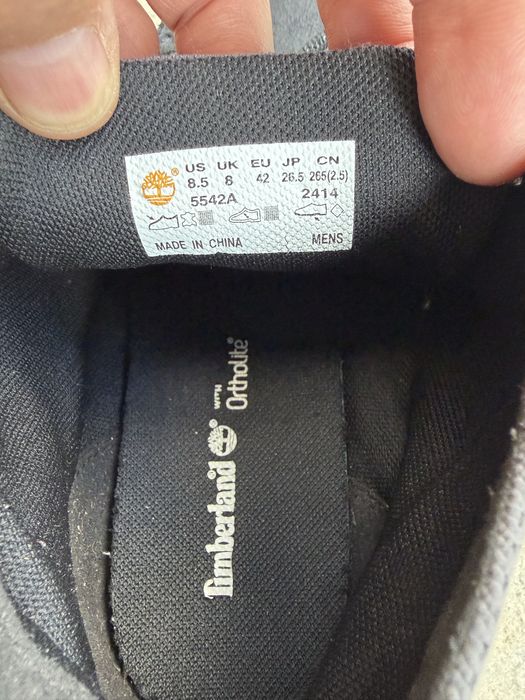 US UK EU JP CN
8.5 8 42 26.5 265(2.5)
5542A 2414
MADE IN CHINA MENS
Timberland®
WITH
OrthoLite®